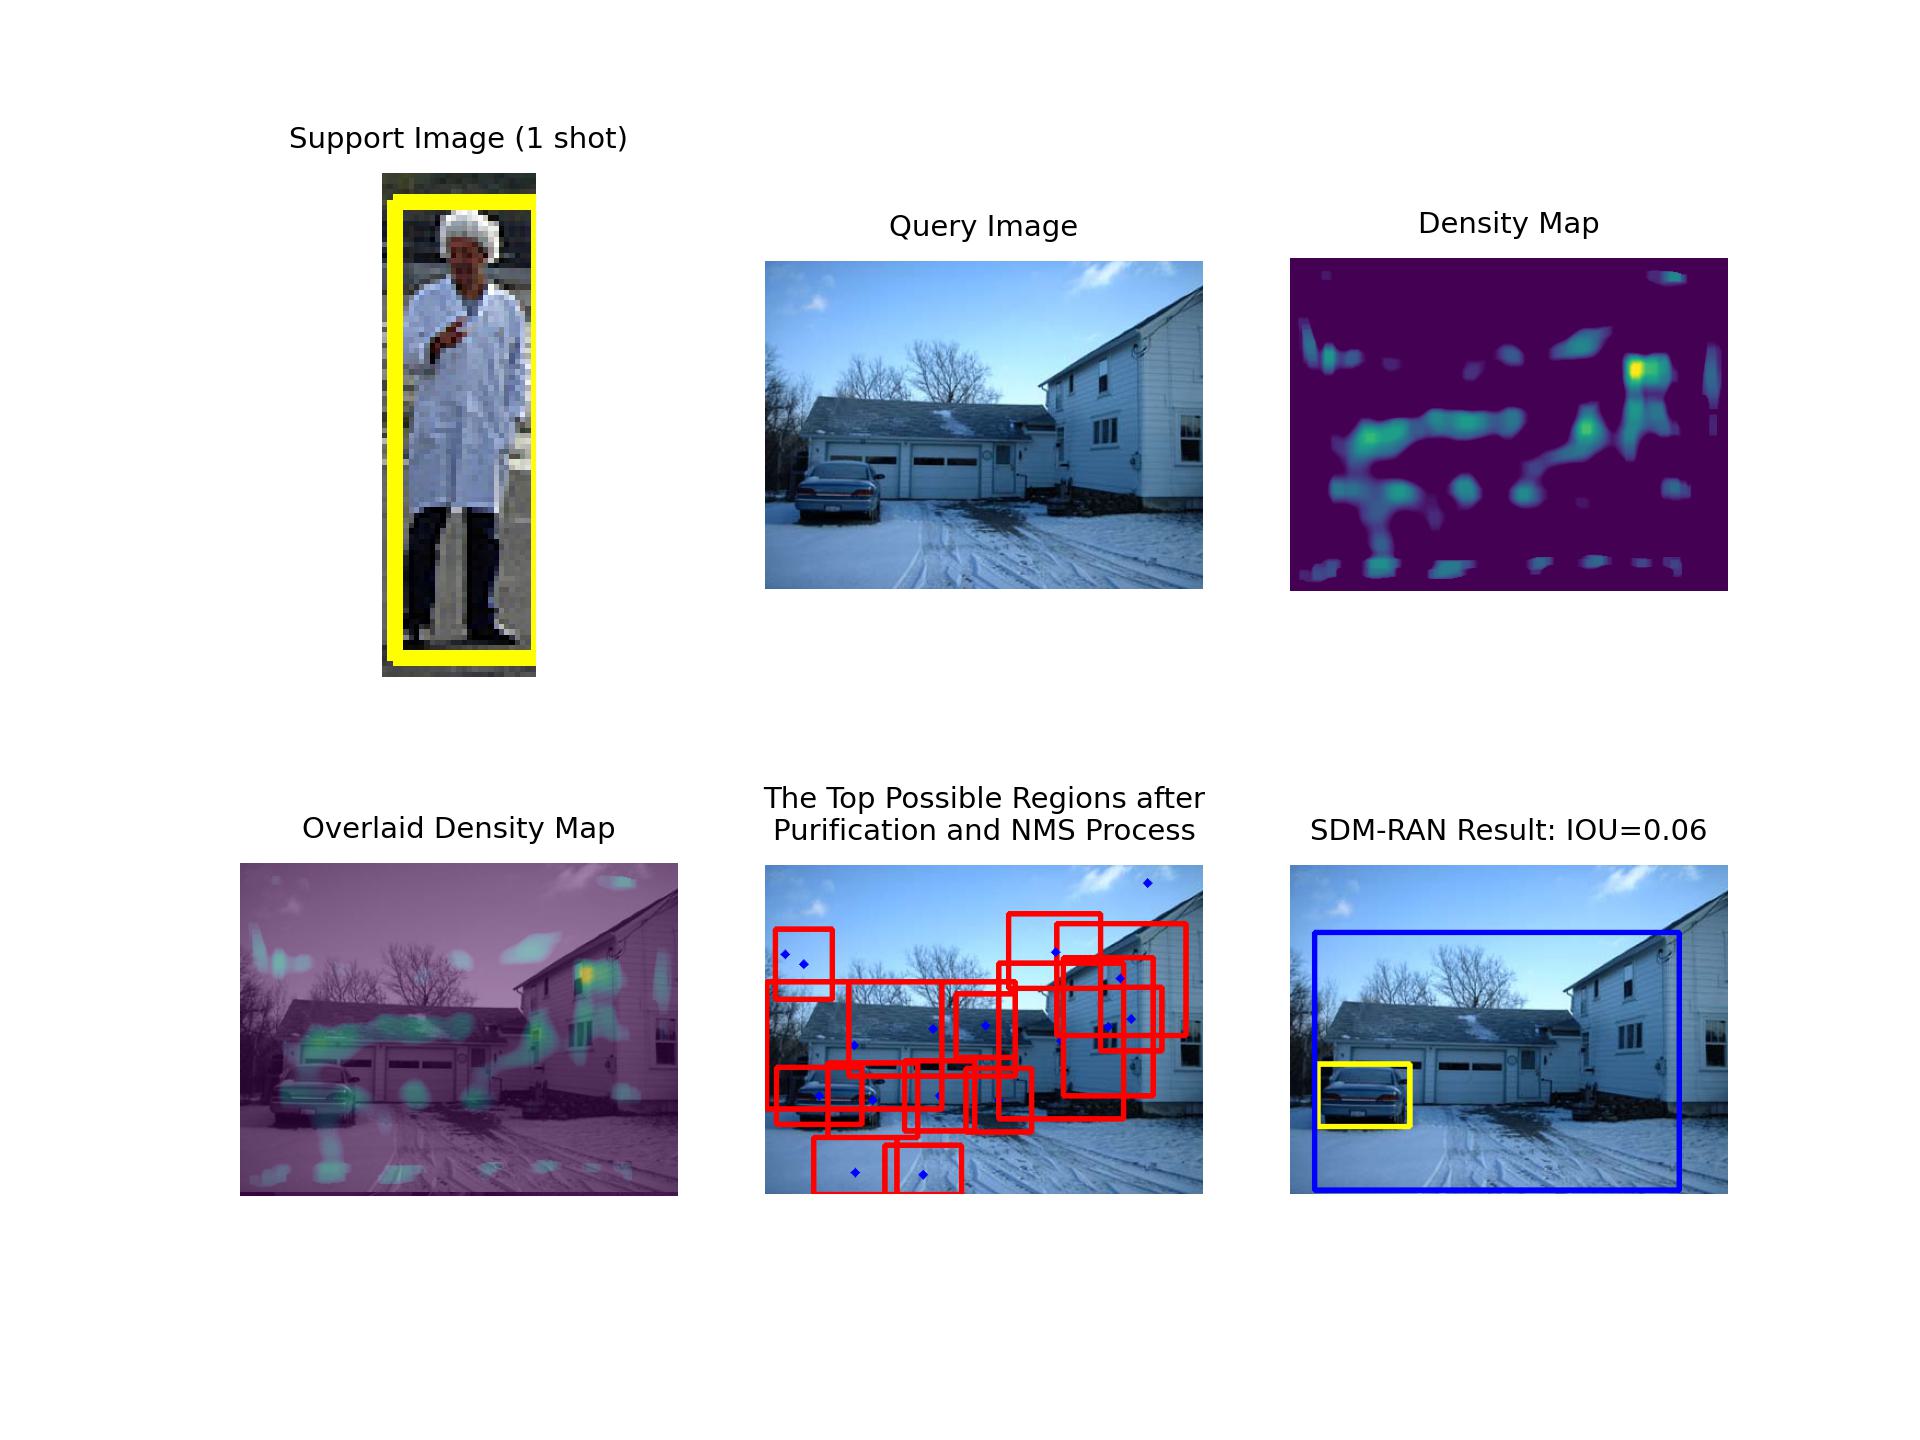 Support Image (1 shot)
Query Image
Density Map
Overlaid Density Map
The Top Possible Regions after
Purification and NMS Process
SDM-RAN Result: IOU=0.06